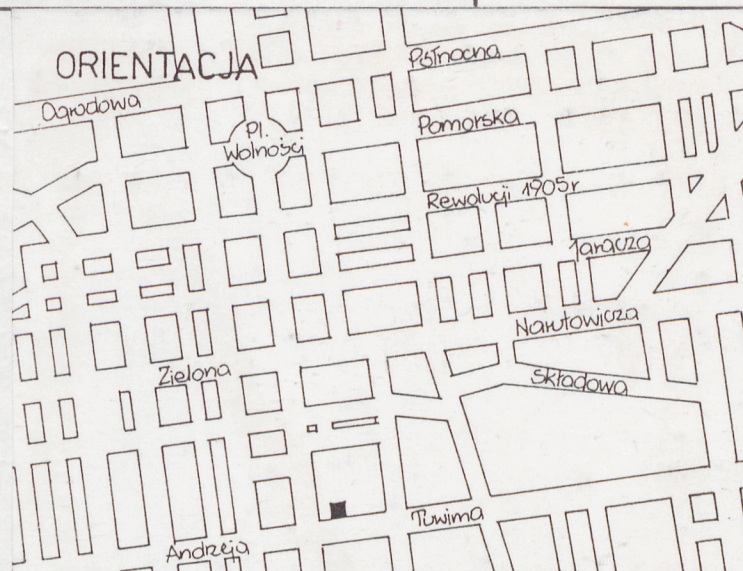 ORIENTACJA
Północna
Ogrodowa
Pomorska
Pl.
Wolności
Rewolucji 1905r
Jaracza
Narutowicza
Zielona
Składowa
Tuwima
Andrzeja